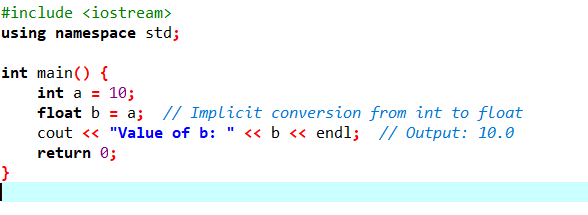 #include <iostream>
using namespace std;

int main() {
    int a = 10;
    float b = a;  // Implicit conversion from int to float
    cout << "Value of b: " << b << endl;  // Output: 10.0
    return 0;
}